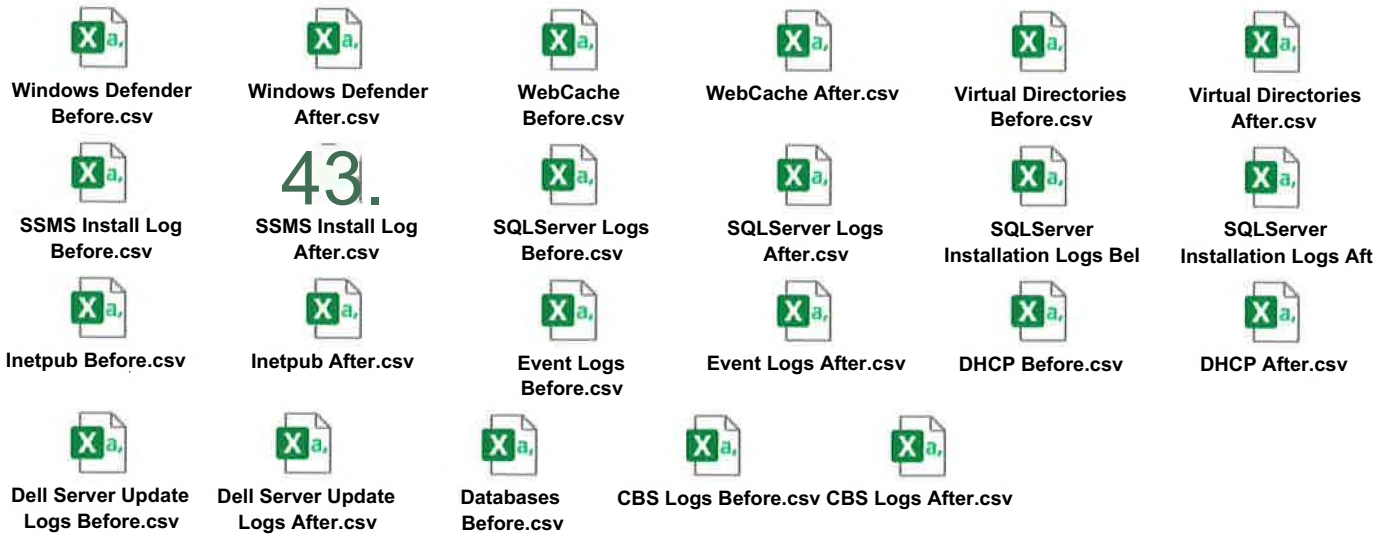 Windows Defender Before.csv
Windows Defender After.csv
WebCache Before.csv
WebCache After.csv
Virtual Directories Before.csv
Virtual Directories After.csv
43.
SSMS Install Log Before.csv
SSMS Install Log After.csv
SQLServer Logs Before.csv
SQLServer Logs After.csv
SQLServer Installation Logs Bel
SQLServer Installation Logs Aft
Inetpub Before.csv
Inetpub After.csv
Event Logs Before.csv
Event Logs After.csv
DHCP Before.csv
DHCP After.csv
Dell Server Update Logs Before.csv
Dell Server Update Logs After.csv
Databases Before.csv
CBS Logs Before.csv
CBS Logs After.csv